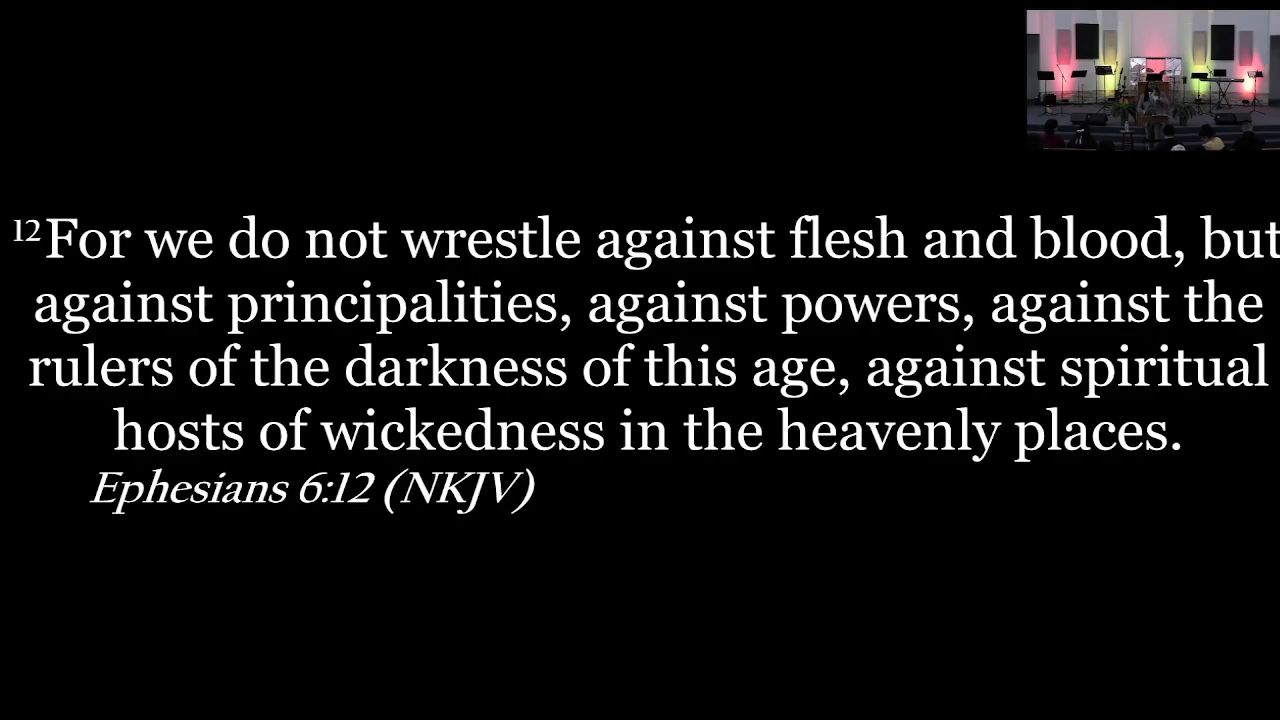 12For we do not wrestle against flesh and blood, but
against principalities, against powers, against the
rulers of the darkness of this age, against spiritual
hosts of wickedness in the heavenly places.
Ephesians 6:12 (NKJV)